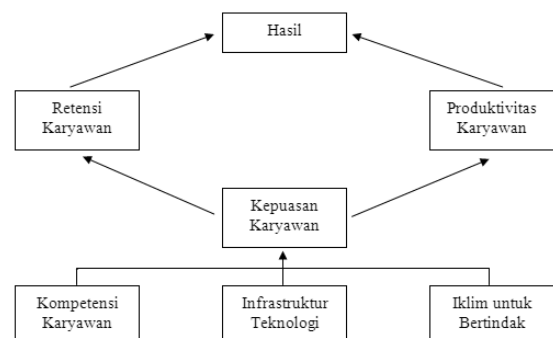 Hasil
Retensi
Karyawan
Produktivitas
Karyawan
Kepuasan
Karyawan
Kompetensi
Karyawan
Infrastruktur
Teknologi
Iklim untuk
Bertindak